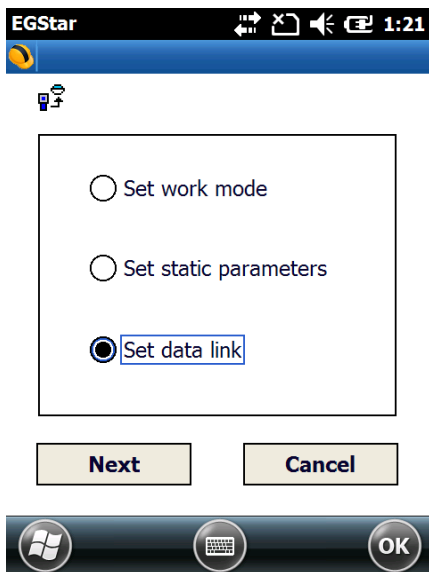 EGStar 1:21
Set work mode
Set static parameters
Set data link
Next Cancel
OK